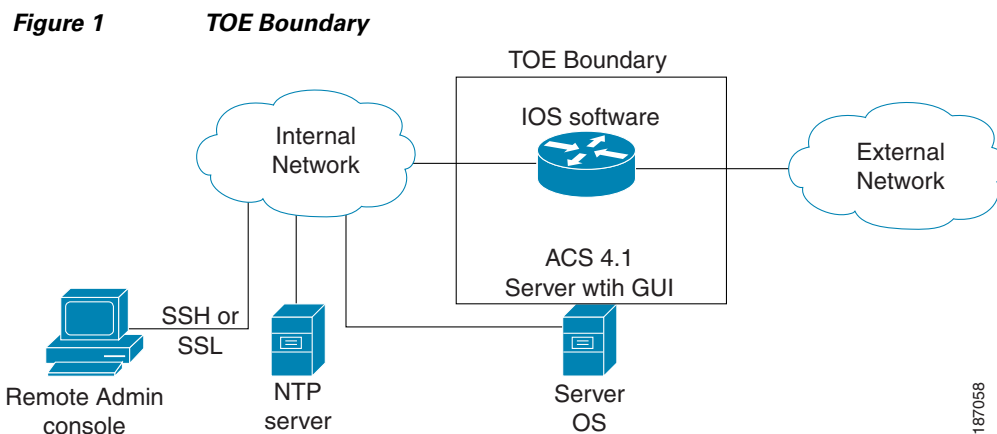 Figure 1 TOE Boundary
TOE Boundary
IOS software
Internal
Network
External
Network
ACS 4.1
Server wtih GUI
SSH or
SSL
Remote Admin
console
NTP
server
Server
OS
187058